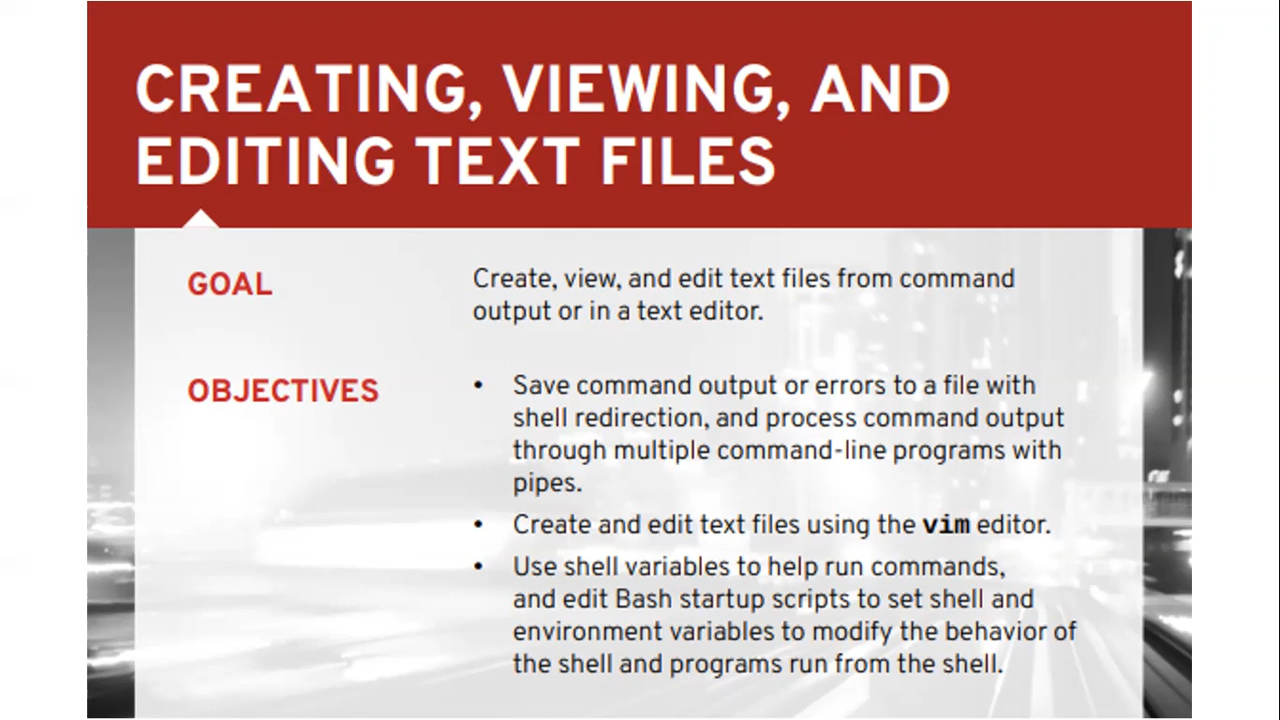 CREATING, VIEWING, AND
EDITING TEXT FILES
GOAL
Create, view, and edit text files from command
output or in a text editor.
OBJECTIVES
• Save command output or errors to a file with
shell redirection, and process command output
through multiple command-line programs with
pipes.
• Create and edit text files using the vim editor.
• Use shell variables to help run commands,
and edit Bash startup scripts to set shell and
environment variables to modify the behavior of
the shell and programs run from the shell.